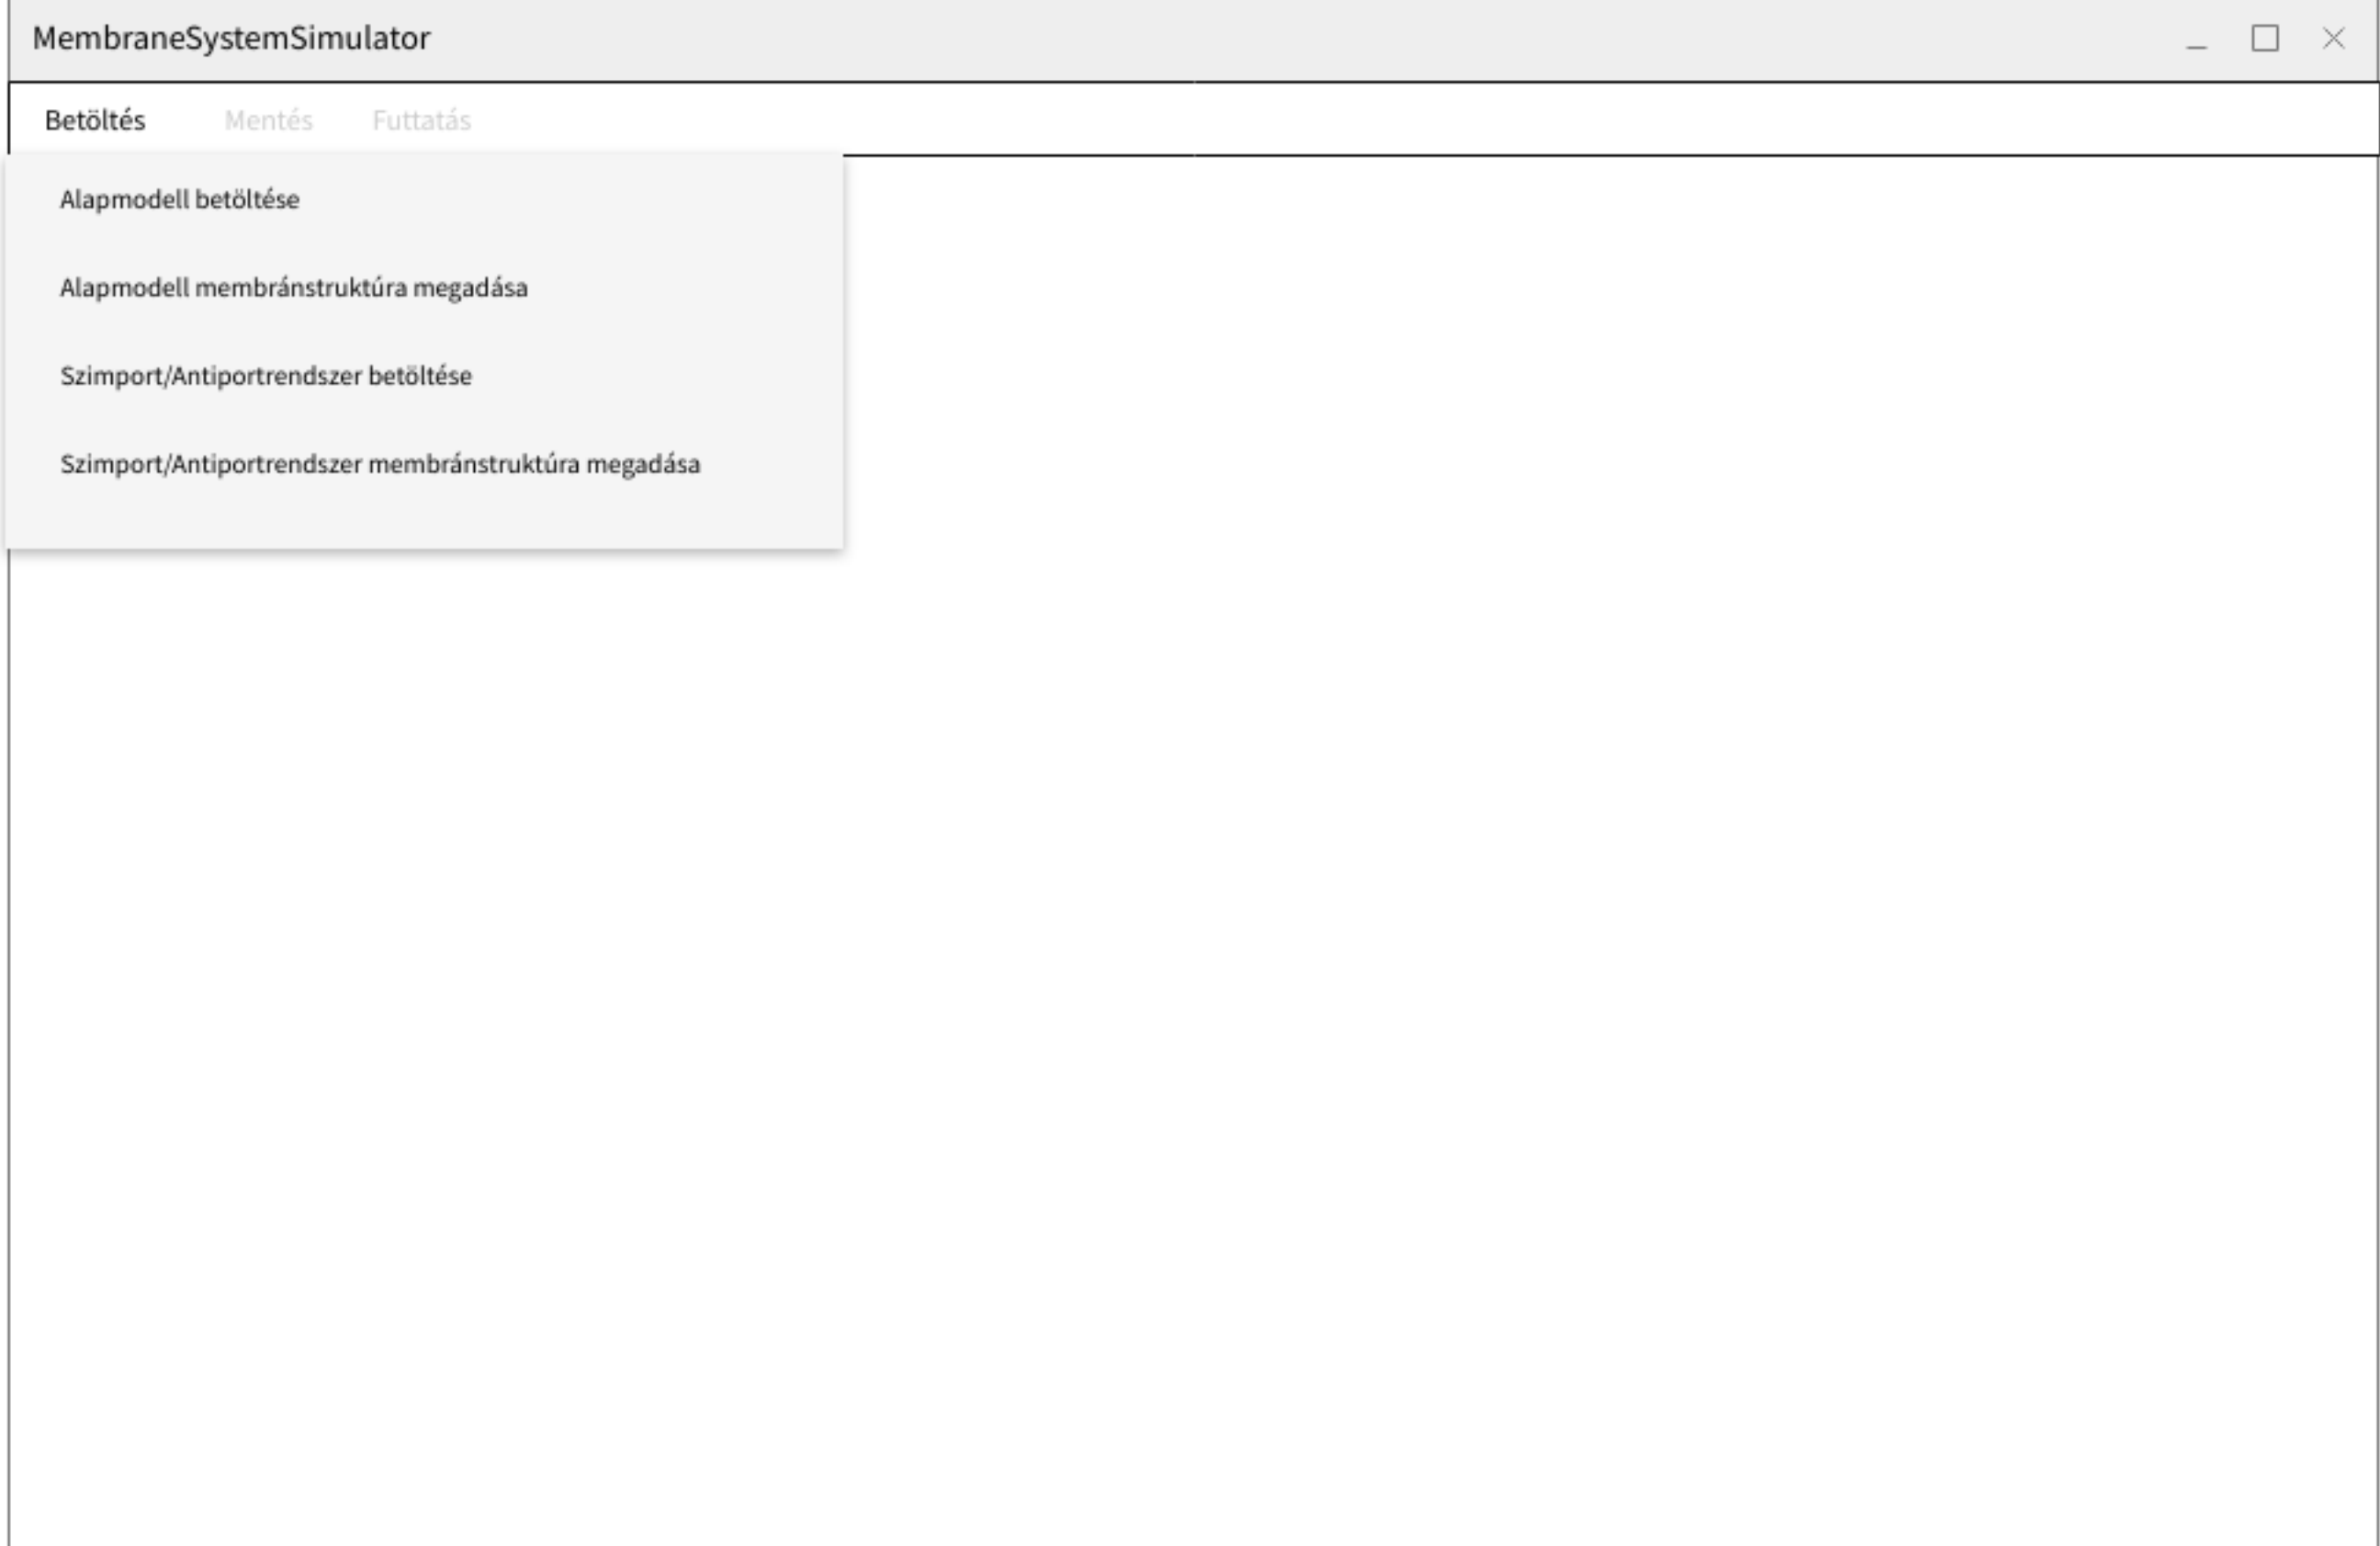 MembraneSystemSimulator
Betöltés Mentés Futtatás
Alapmodell betöltése
Alapmodell membránstruktúra megadása
Szimport/Antiportrendszer betöltése
Szimport/Antiportrendszer membránstruktúra megadása